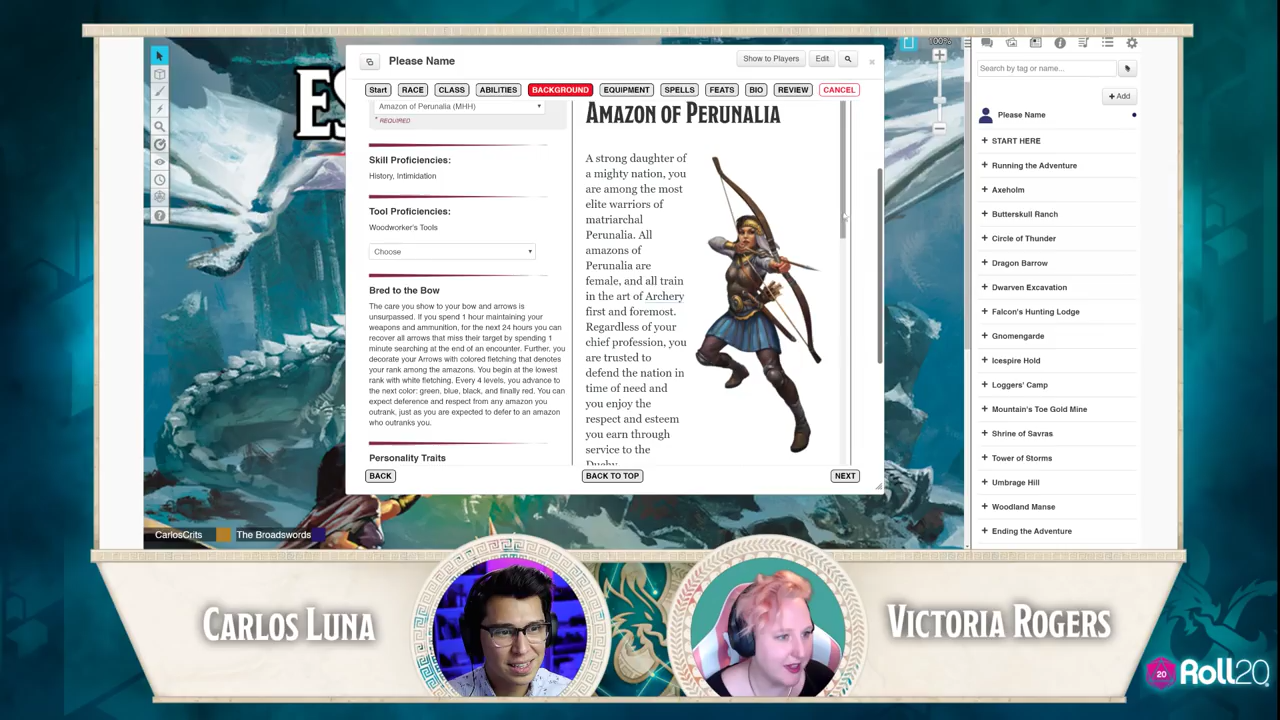 ES
100%
Please Name
Show to Players
Edit
Start
RACE
CLASS
ABILITIES
BACKGROUND
EQUIPMENT
SPELLS
FEATS
BIO
REVIEW
CANCEL
Amazon of Perunalia (MHH)
* REQUIRED
Skill Proficiencies:
History, Intimidation
Tool Proficiencies:
Woodworker's Tools
Choose
Bred to the Bow
The care you show to your bow and arrows is
unsurpassed. If you spend 1 hour maintaining your
weapons and ammunition, for the next 24 hours you can
recover all arrows that miss their target by spending 1
minute searching at the end of an encounter. Further, you
decorate your Arrows with colored fletching that denotes
your rank among the amazons. You begin at the lowest
rank with white fletching. Every 4 levels, you advance to
the next color: green, blue, black, and finally red. You can
expect deference and respect from any amazon you
outrank, just as you are expected to defer to an amazon
who outranks you.
Personality Traits
AMAZON OF PERUNALIA
A strong daughter of
a mighty nation, you
are among the most
elite warriors of
matriarchal
Perunalia. All
amazons of
Perunalia are
female, and all train
in the art of Archery
first and foremost.
Regardless of your
chief profession, you
are trusted to
defend the nation in
time of need and
you enjoy the
respect and esteem
you earn through
service to the
Duchy.
BACK
BACK TO TOP
NEXT
Search by tag or name...
+ Add
Please Name
+ START HERE
+ Running the Adventure
+ Axeholm
+ Butterskull Ranch
+ Circle of Thunder
+ Dragon Barrow
+ Dwarven Excavation
+ Falcon's Hunting Lodge
+ Gnomengarde
+ Icespire Hold
+ Loggers' Camp
+ Mountain's Toe Gold Mine
+ Shrine of Savras
+ Tower of Storms
+ Umbrage Hill
+ Woodland Manse
+ Ending the Adventure
CarlosCrits
The Broadswords
CARLOS LUNA
VICTORIA ROGERS
20
Roll20